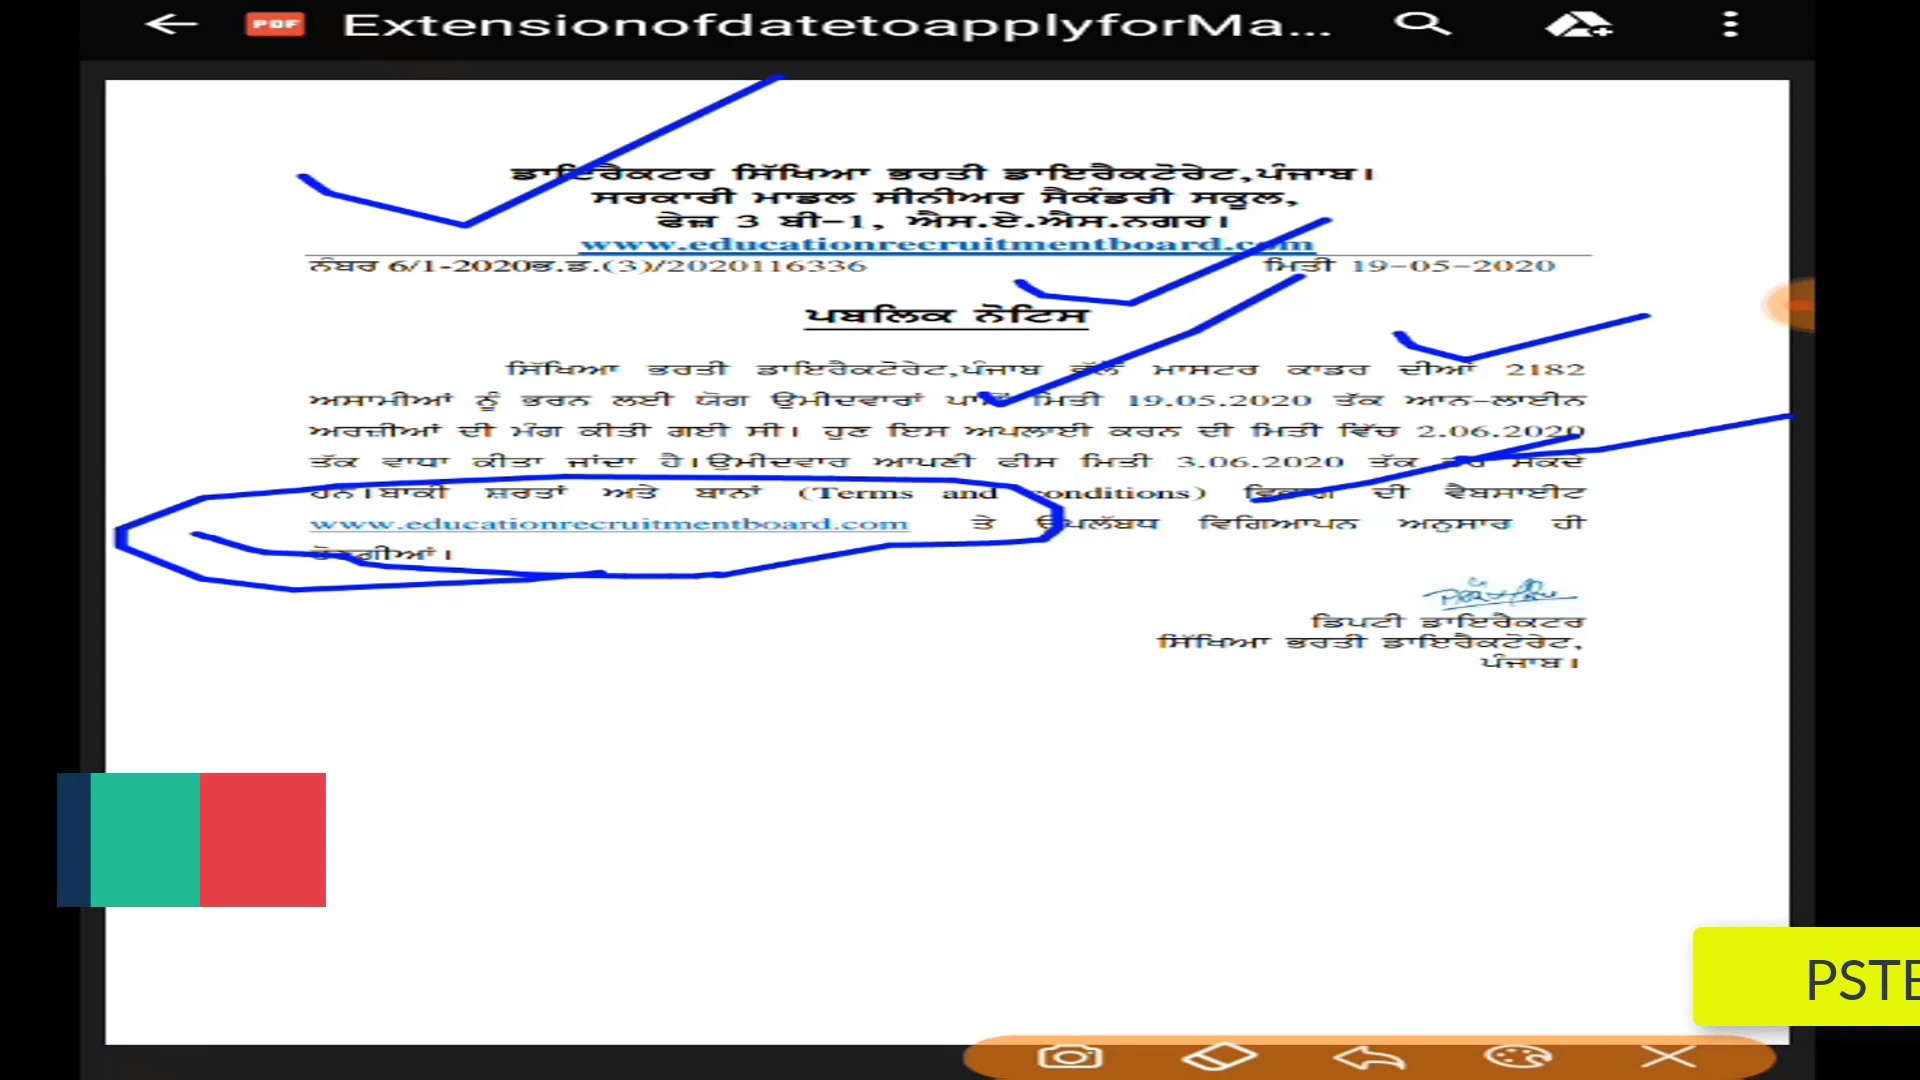 PDF ExtensionofdatetoapplyforMa...
ਡਾਇਰੈਕਟਰ ਸਿੱਖਿਆ ਭਰਤੀ ਡਾਇਰੈਕਟੋਰੇਟ,ਪੰਜਾਬ।
ਸਰਕਾਰੀ ਮਾਡਲ ਸੀਨੀਅਰ ਸੈਕੰਡਰੀ ਸਕੂਲ,
ਫੇਜ਼ 3 ਬੀ-1, ਐਸ.ਏ.ਐਸ.ਨਗਰ।
www.educationrecruitmentboard.com
ਨੰਬਰ 6/1-2020ਭ.ਡ.(3)/2020116336 ਮਿਤੀ 19-05-2020
ਪਬਲਿਕ ਨੋਟਿਸ
ਸਿੱਖਿਆ ਭਰਤੀ ਡਾਇਰੈਕਟੋਰੇਟ,ਪੰਜਾਬ ਵੱਲੋਂ ਮਾਸਟਰ ਕਾਡਰ ਦੀਆਂ 2182
ਅਸਾਮੀਆਂ ਨੂੰ ਭਰਨ ਲਈ ਯੋਗ ਉਮੀਦਵਾਰਾਂ ਪਾਸੋਂ ਮਿਤੀ 19.05.2020 ਤੱਕ ਆਨ-ਲਾਈਨ
ਅਰਜ਼ੀਆਂ ਦੀ ਮੰਗ ਕੀਤੀ ਗਈ ਸੀ। ਹੁਣ ਇਸ ਅਪਲਾਈ ਕਰਨ ਦੀ ਮਿਤੀ ਵਿੱਚ 2.06.2020
ਤੱਕ ਵਾਧਾ ਕੀਤਾ ਜਾਂਦਾ ਹੈ।ਉਮੀਦਵਾਰ ਆਪਣੀ ਫੀਸ ਮਿਤੀ 3.06.2020 ਤੱਕ ਭਰ ਸਕਦੇ
ਹਨ।ਬਾਕੀ ਸ਼ਰਤਾਂ ਅਤੇ ਬਾਨਾਂ (Terms and conditions) ਵਿਭਾਗ ਦੀ ਵੈਬਸਾਈਟ
www.educationrecruitmentboard.com ਤੇ ਉਪਲੱਬਧ ਵਿਗਿਆਪਨ ਅਨੁਸਾਰ ਹੀ
ਹੋਣਗੀਆਂ।
ਡਿਪਟੀ ਡਾਇਰੈਕਟਰ
ਸਿੱਖਿਆ ਭਰਤੀ ਡਾਇਰੈਕਟੋਰੇਟ,
ਪੰਜਾਬ।